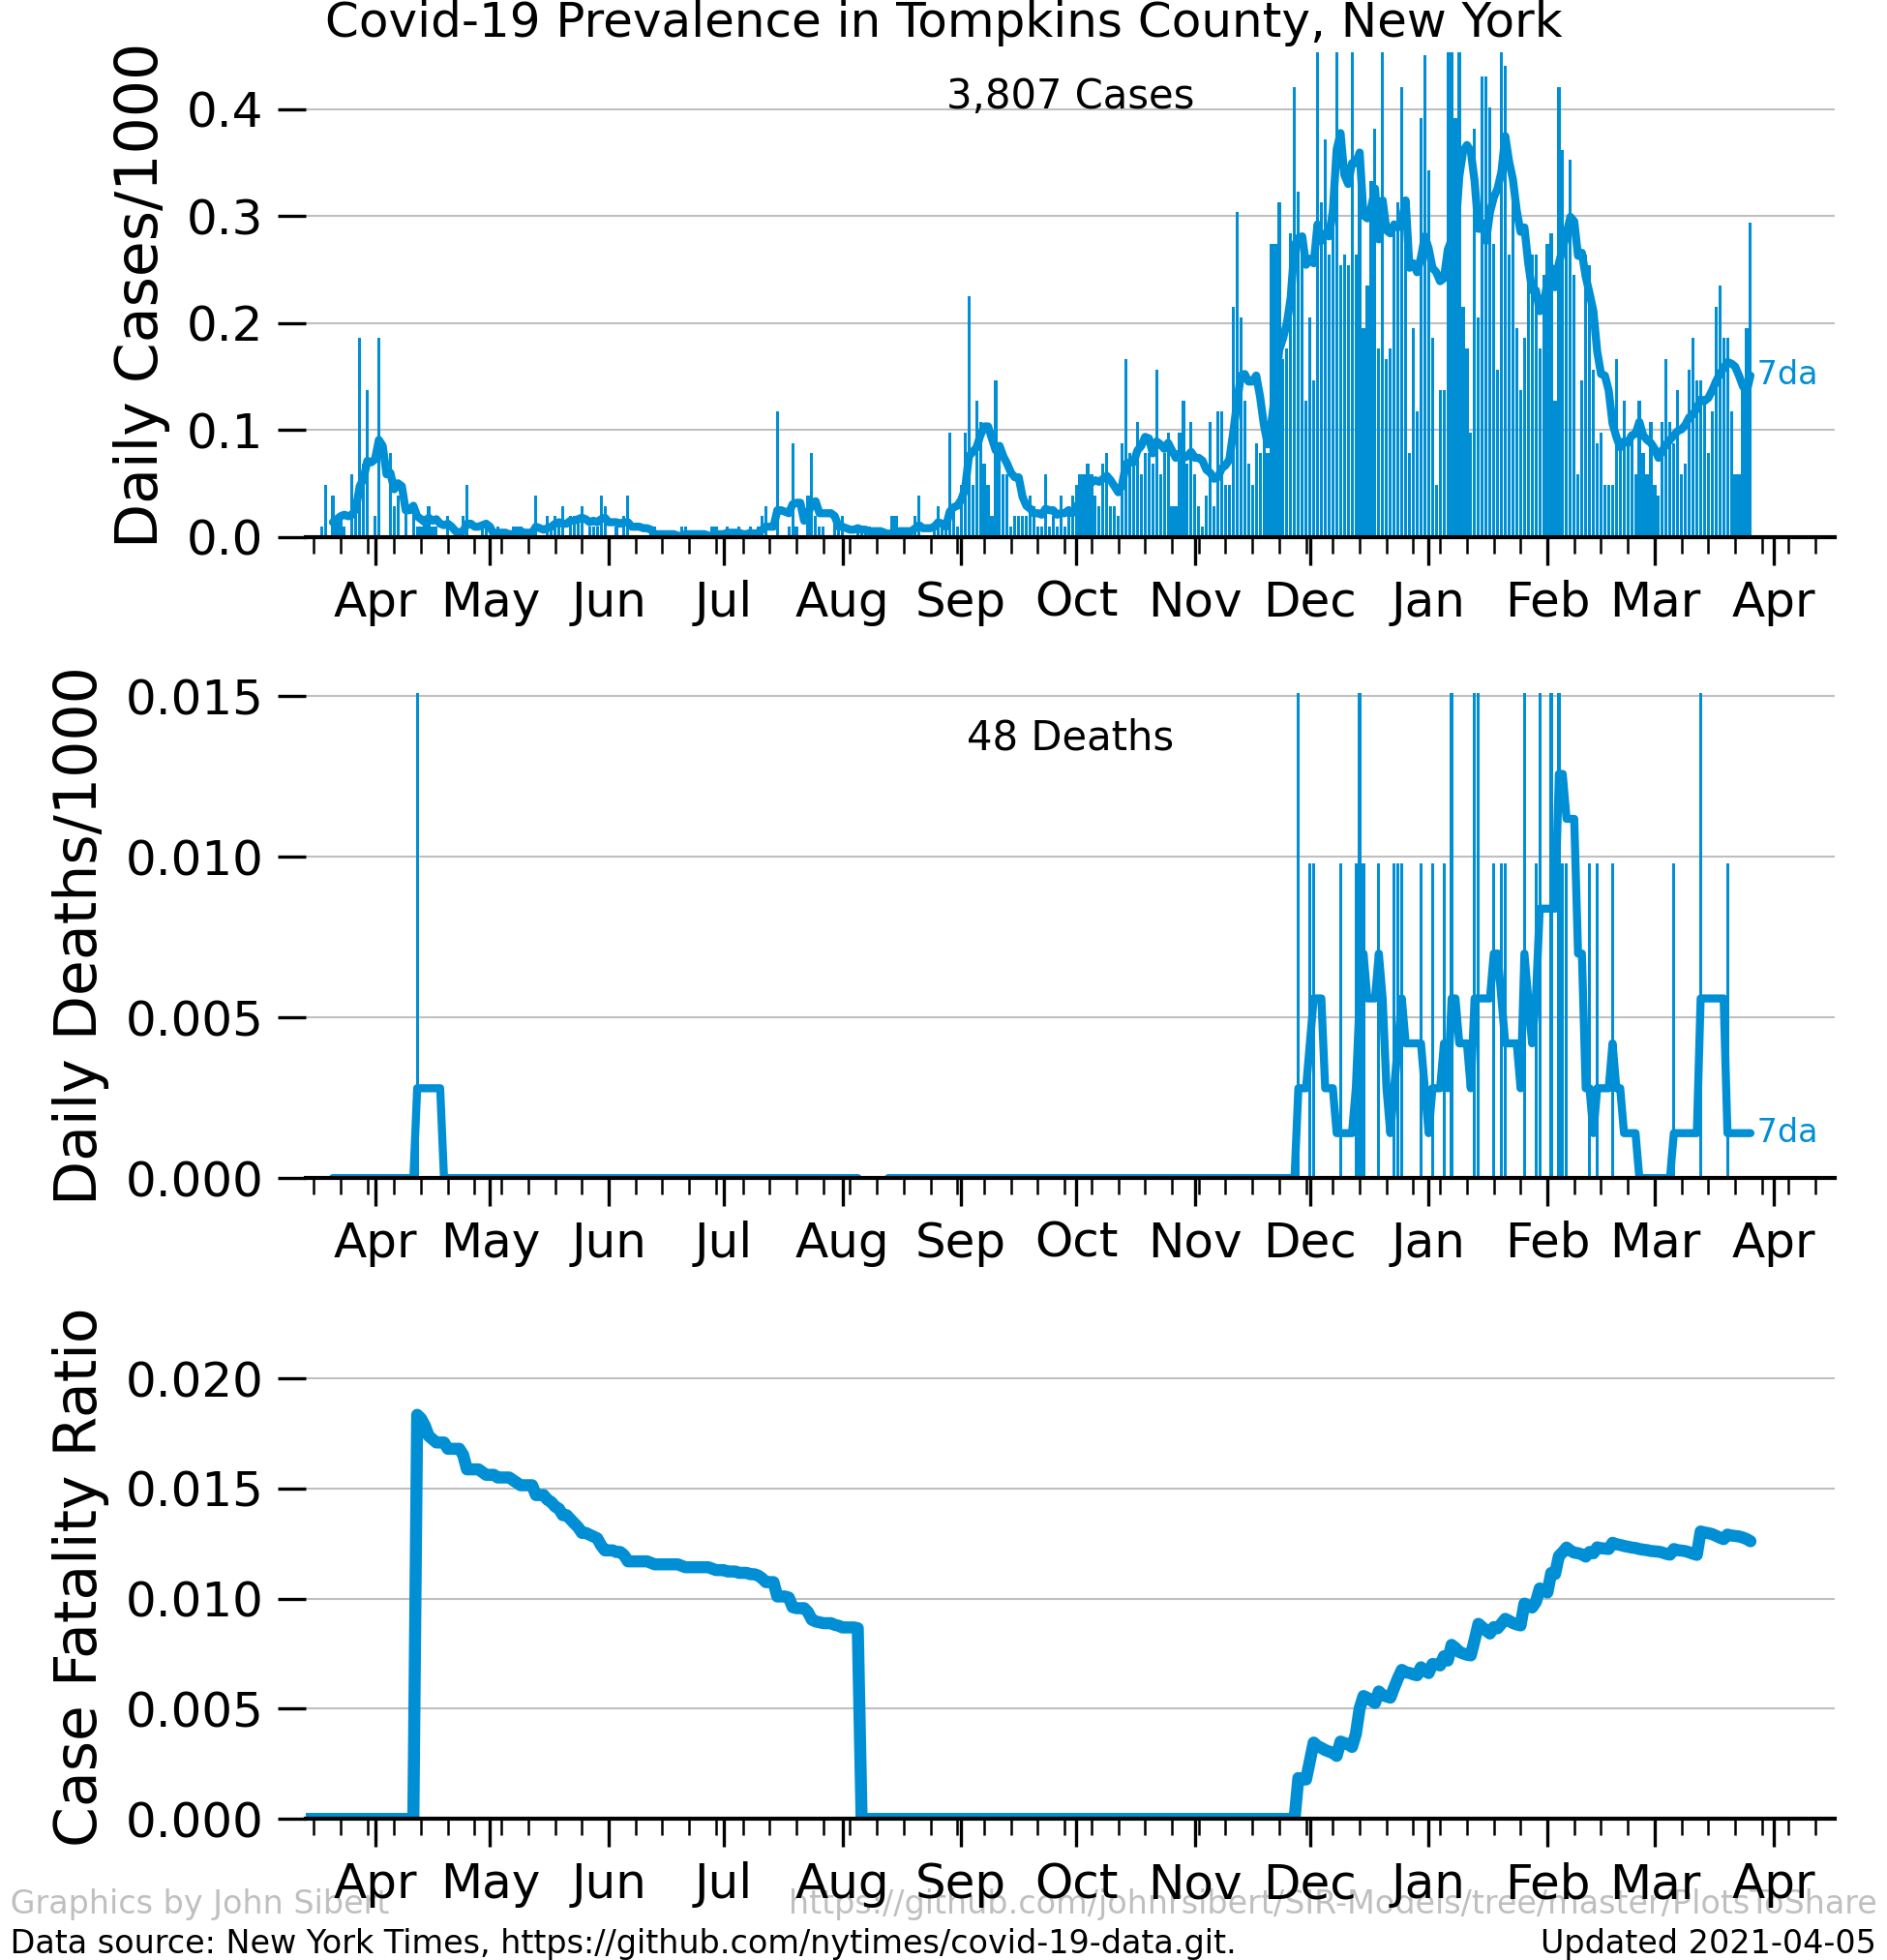 Covid-19 Prevalence in Tompkins County, New York
Daily Cases/1000
3,807 Cases
0.4
0.3
0.2
0.1
0.0
7da
Apr May Jun Jul Aug Sep Oct Nov Dec Jan Feb Mar Apr
Daily Deaths/1000
48 Deaths
0.015
0.010
0.005
0.000
7da
Apr May Jun Jul Aug Sep Oct Nov Dec Jan Feb Mar Apr
Case Fatality Ratio
0.020
0.015
0.010
0.005
0.000
Apr May Jun Jul Aug Sep Oct Nov Dec Jan Feb Mar Apr
Graphics by John Sibert https://github.com/johnrsibert/SIR-Models/tree/master/PlotsToShare
Data source: New York Times, https://github.com/nytimes/covid-19-data.git. Updated 2021-04-05